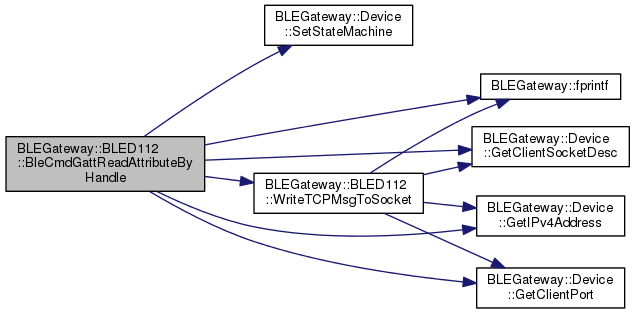 BLEGateway::Device
::SetStateMachine
BLEGateway::fprintf
BLEGateway::BLED112
::BleCmdGattReadAttributeBy
Handle
BLEGateway::Device
::GetClientSocketDesc
BLEGateway::BLED112
::WriteTCPMsgToSocket
BLEGateway::Device
::GetIPv4Address
BLEGateway::Device
::GetClientPort